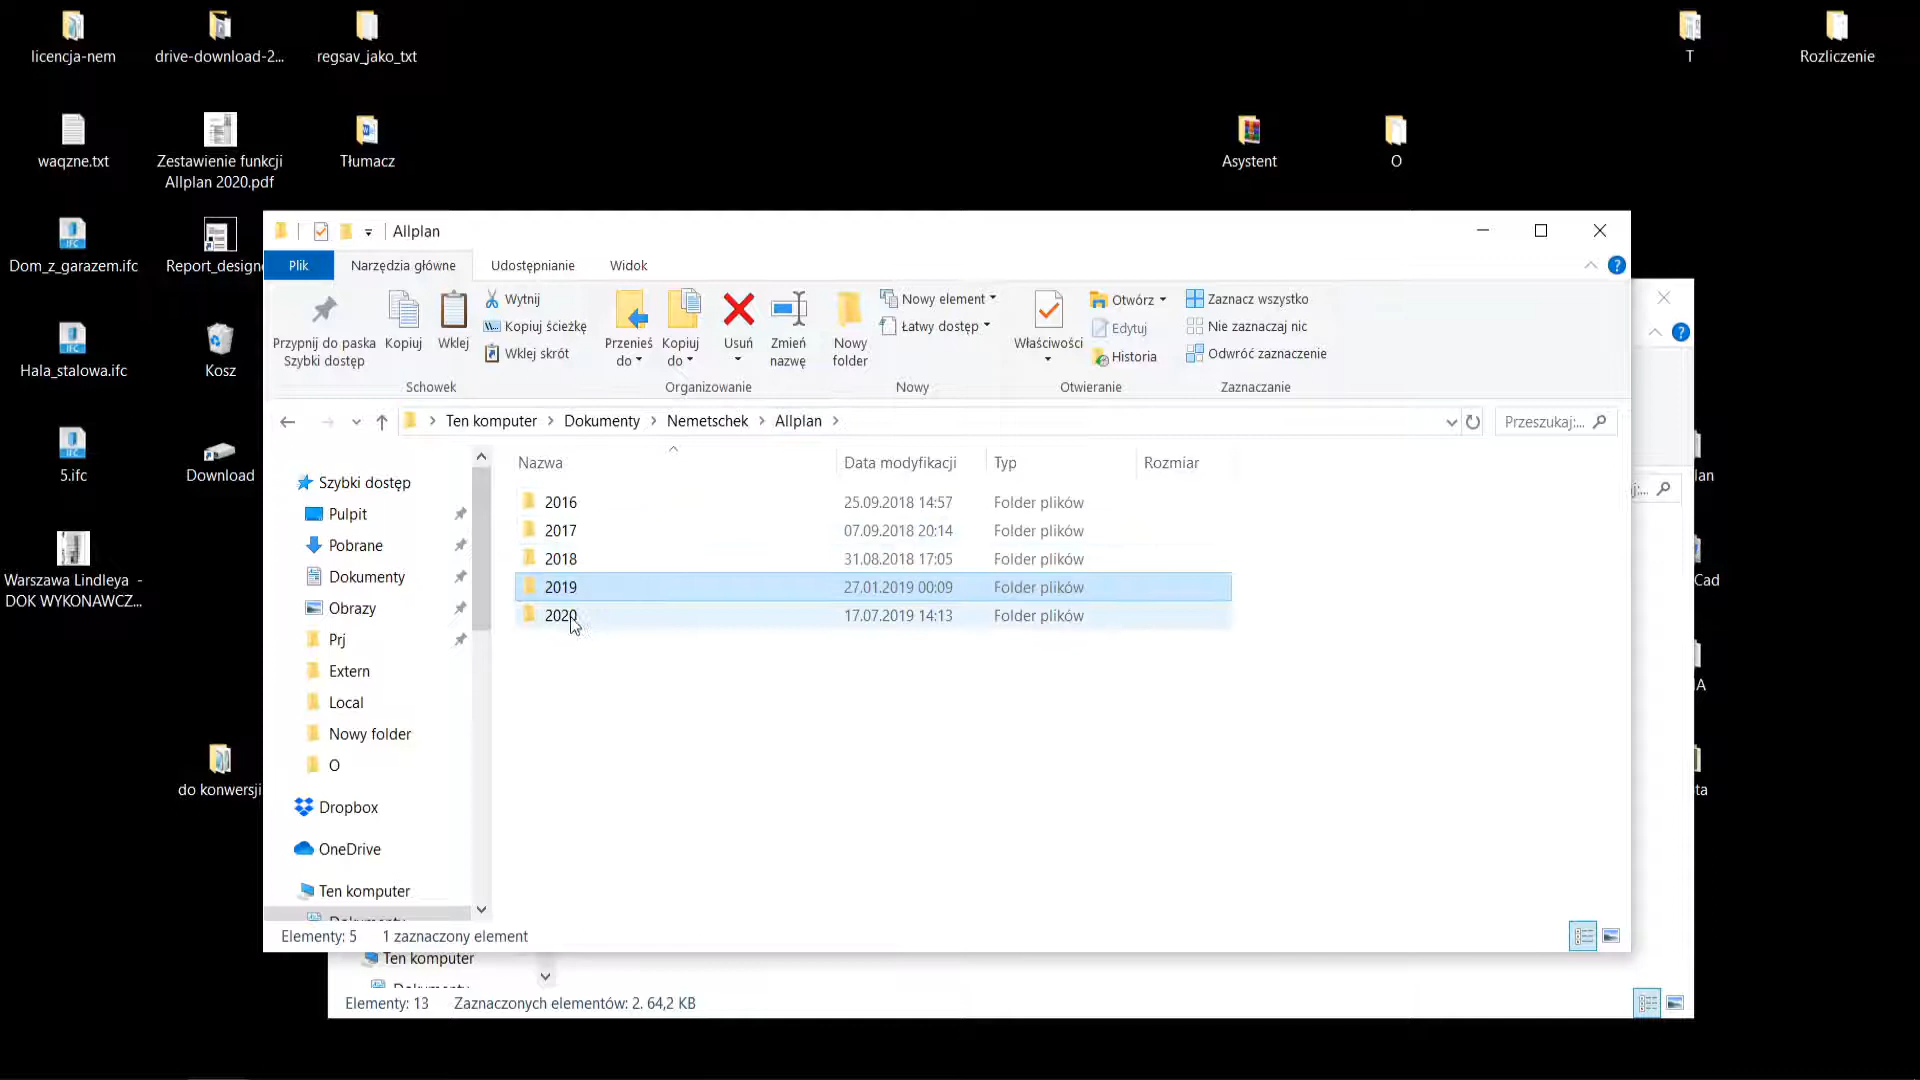 licencja-nem
drive-download-2...
regsav_jako_txt
T
Rozliczenie
waqzne.txt
Zestawienie funkcji
Allplan 2020.pdf
Tłumacz
Asystent
O
Dom_z_garazem.ifc
Report_designe
Hala_stalowa.ifc
Kosz
5.ifc
Download
Warszawa Lindleya -
DOK WYKONAWCZ...
do konwersji
Allplan
Plik
Narzędzia główne
Udostępnianie
Widok
Przypnij do paska
Szybki dostęp
Kopiuj
Wklej
Wytnij
Kopiuj ścieżkę
Wklej skrót
Schowek
Przenieś
do
Kopiuj
do
Usuń
Zmień
nazwę
Organizowanie
Nowy
folder
Nowy element
Łatwy dostęp
Nowy
Właściwości
Otwórz
Edytuj
Historia
Otwieranie
Zaznacz wszystko
Nie zaznaczaj nic
Odwróć zaznaczenie
Zaznaczanie
Ten komputer
Dokumenty
Nemetschek
Allplan
Przeszukaj:...
Nazwa
Data modyfikacji
Typ
Rozmiar
2016 25.09.2018 14:57 Folder plików
2017 07.09.2018 20:14 Folder plików
2018 31.08.2018 17:05 Folder plików
2019 27.01.2019 00:09 Folder plików
2020 17.07.2019 14:13 Folder plików
Szybki dostęp
Pulpit
Pobrane
Dokumenty
Obrazy
Prj
Extern
Local
Nowy folder
O
Dropbox
OneDrive
Ten komputer
Dokumenty
Elementy: 5
1 zaznaczony element
j:...
lan
Cad
A
ta
Ten komputer
Dokumenty
Elementy: 13
Zaznaczonych elementów: 2. 64,2 KB